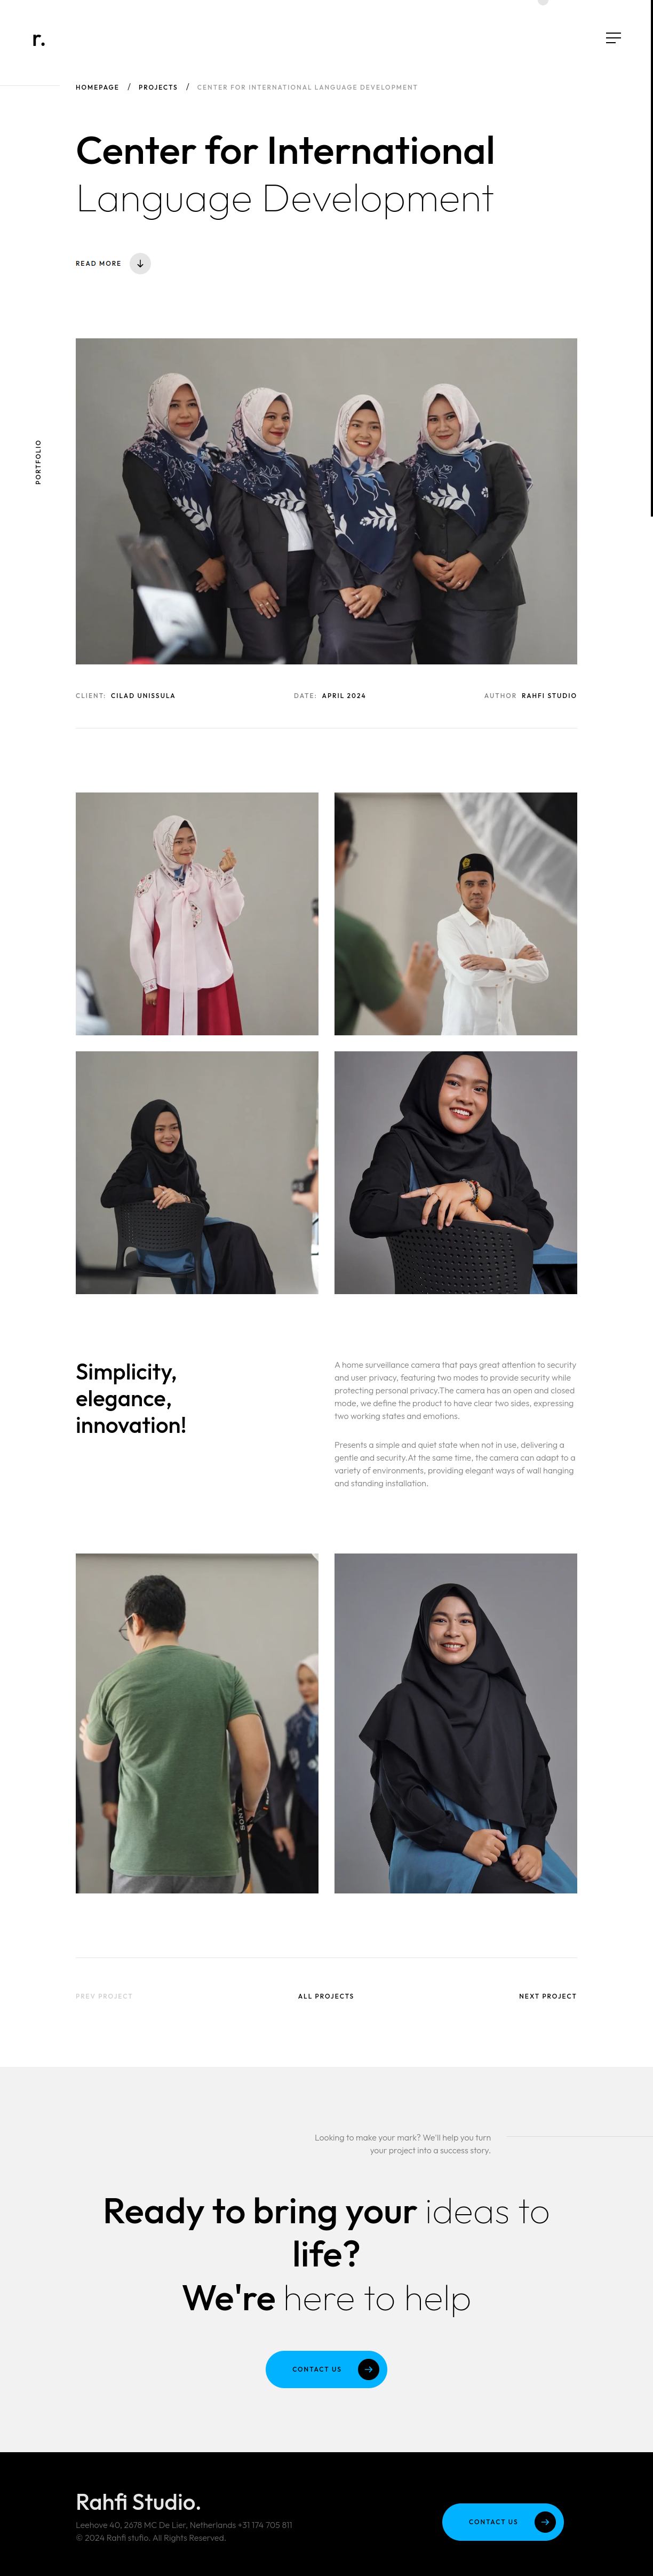 r.
HOMEPAGE / PROJECTS / CENTER FOR INTERNATIONAL LANGUAGE DEVELOPMENT
Center for International
Language Development
READ MORE
PORTFOLIO
CLIENT: CILAD UNISSULA
DATE: APRIL 2024
AUTHOR RAHFI STUDIO
Simplicity,
elegance,
innovation!
A home surveillance camera that pays great attention to security
and user privacy, featuring two modes to provide security while
protecting personal privacy.The camera has an open and closed
mode, we define the product to have clear two sides, expressing
two working states and emotions.
Presents a simple and quiet state when not in use, delivering a
gentle and security.At the same time, the camera can adapt to a
variety of environments, providing elegant ways of wall hanging
and standing installation.
SONY
PREV PROJECT
ALL PROJECTS
NEXT PROJECT
Looking to make your mark? We'll help you turn
your project into a success story.
Ready to bring your ideas to
life?
We're here to help
CONTACT US
Rahfi Studio.
Leehove 40, 2678 MC De Lier, Netherlands +31 174 705 811
© 2024 Rahfi stufio. All Rights Reserved.
CONTACT US